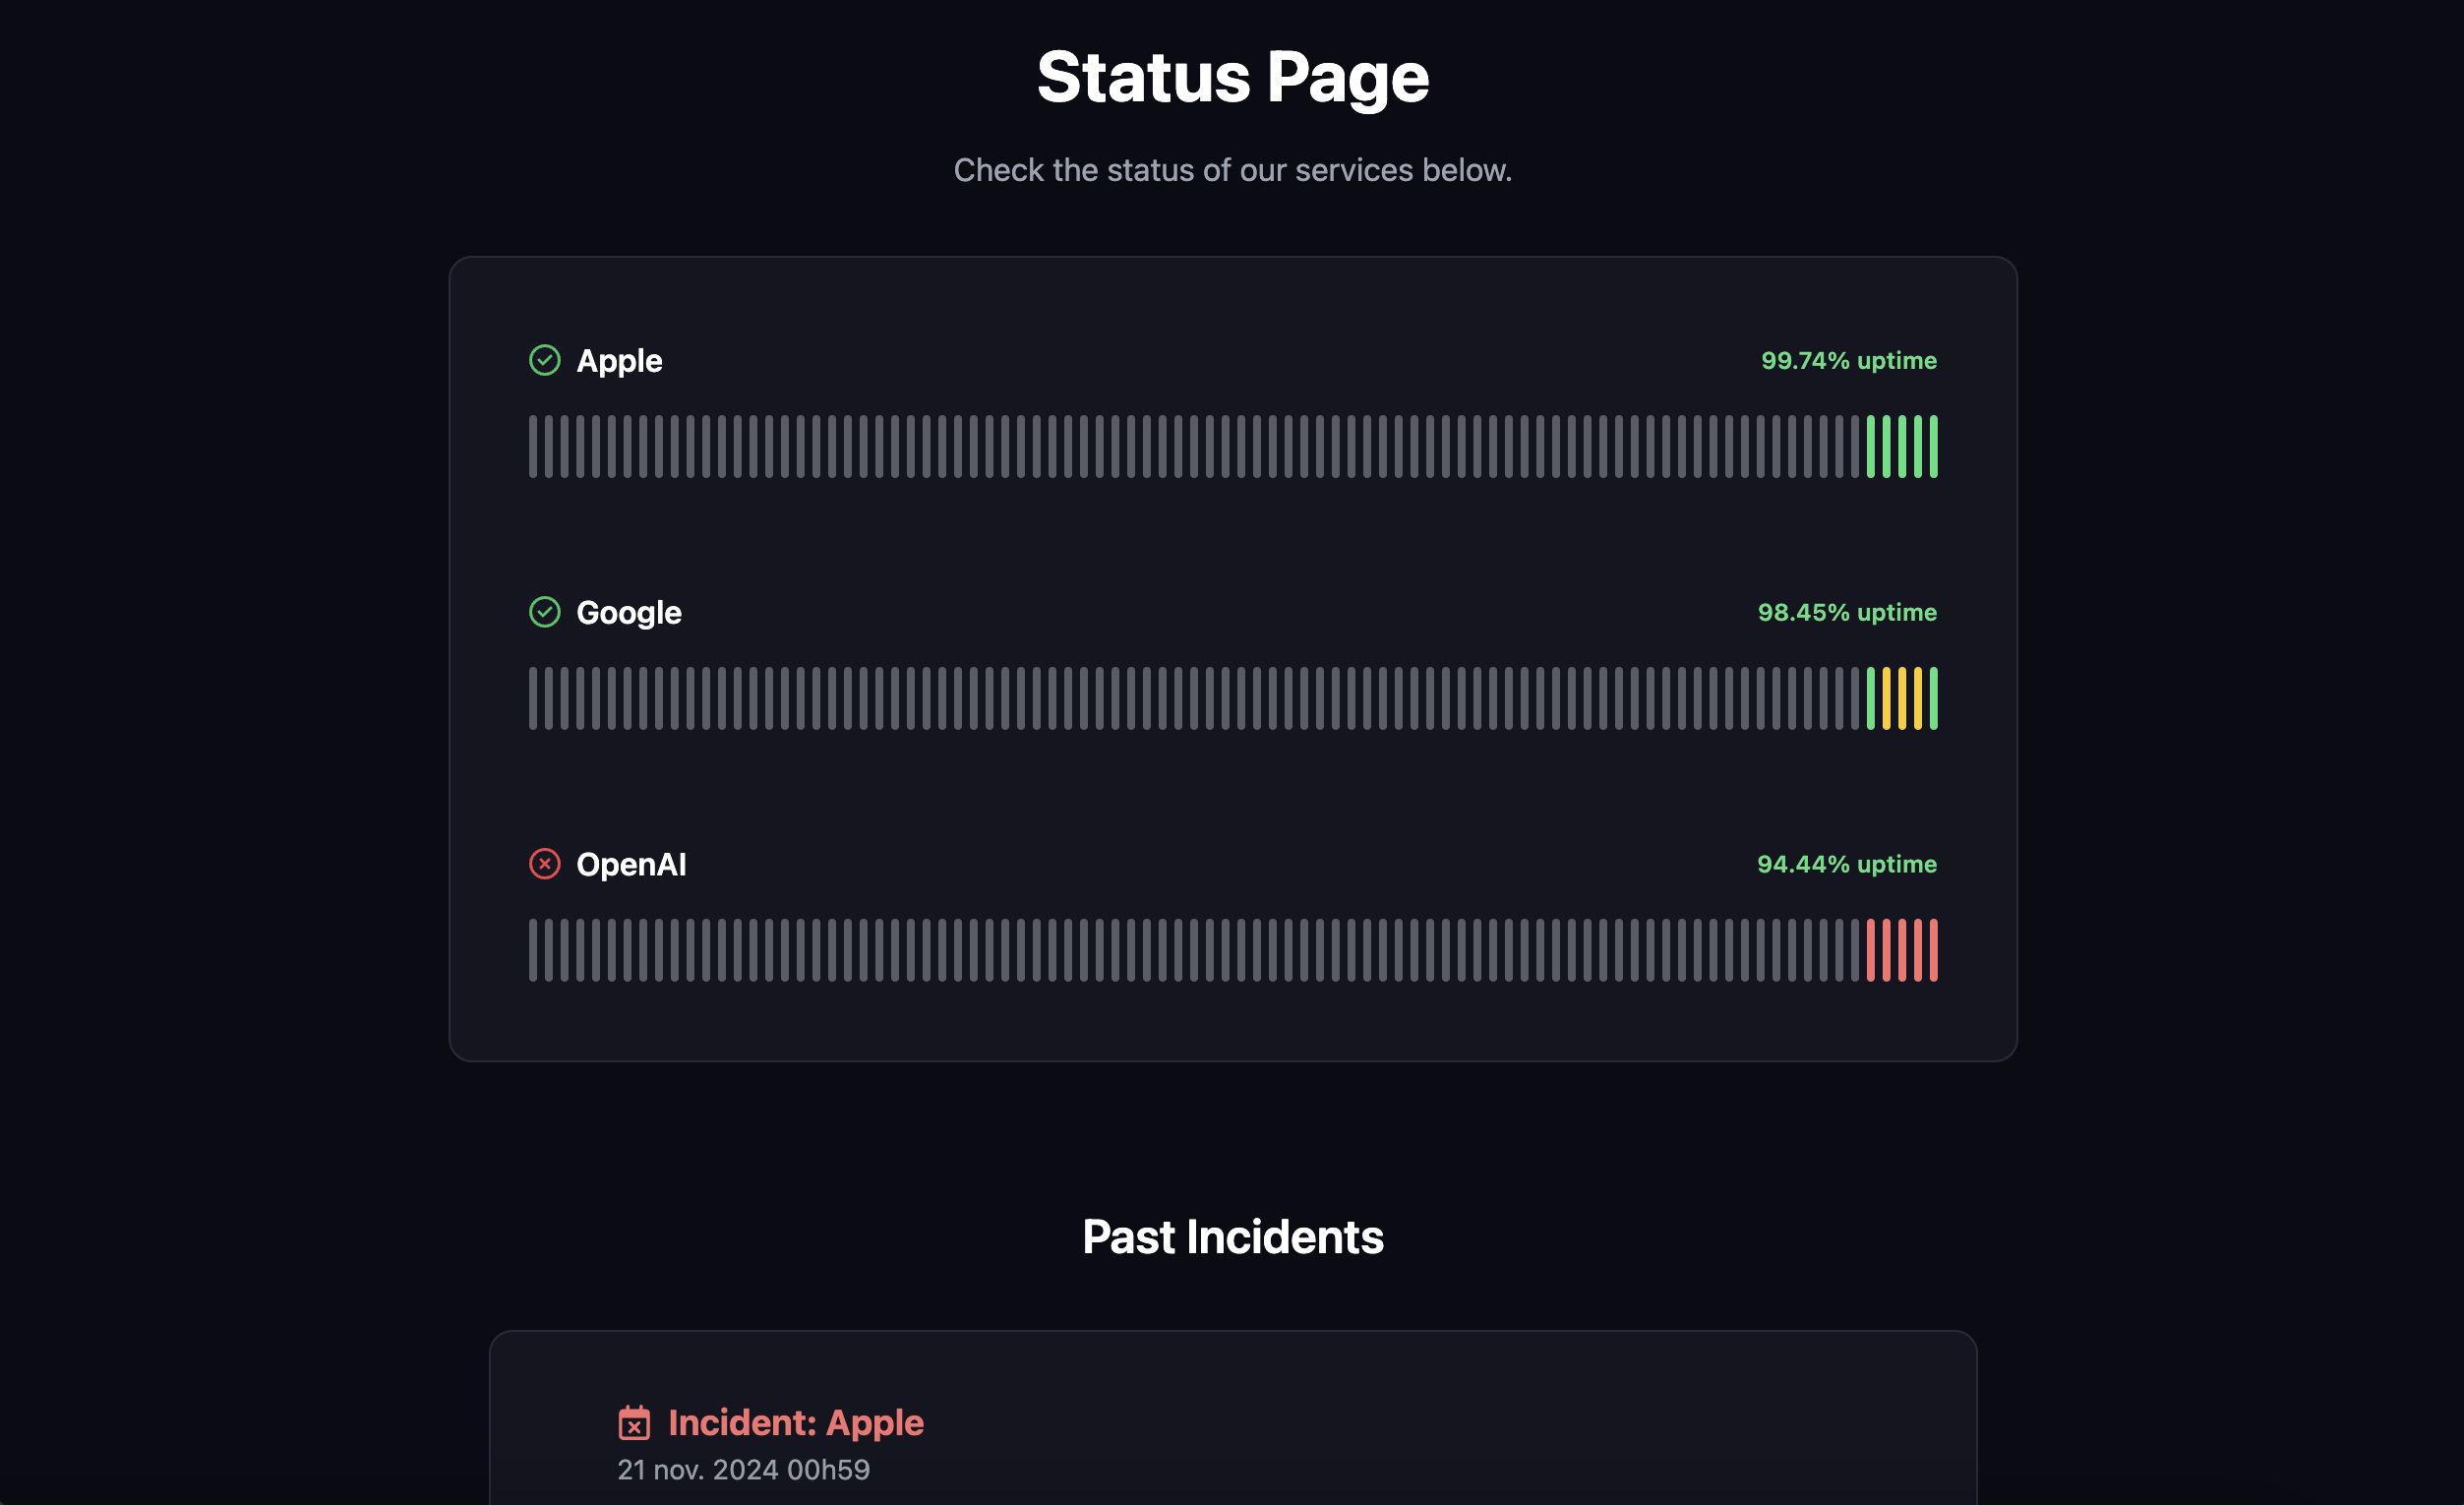 Status Page
Check the status of our services below.
Apple
99.74% uptime
Google
98.45% uptime
OpenAI
94.44% uptime
Past Incidents
Incident: Apple
21 nov. 2024 00h59